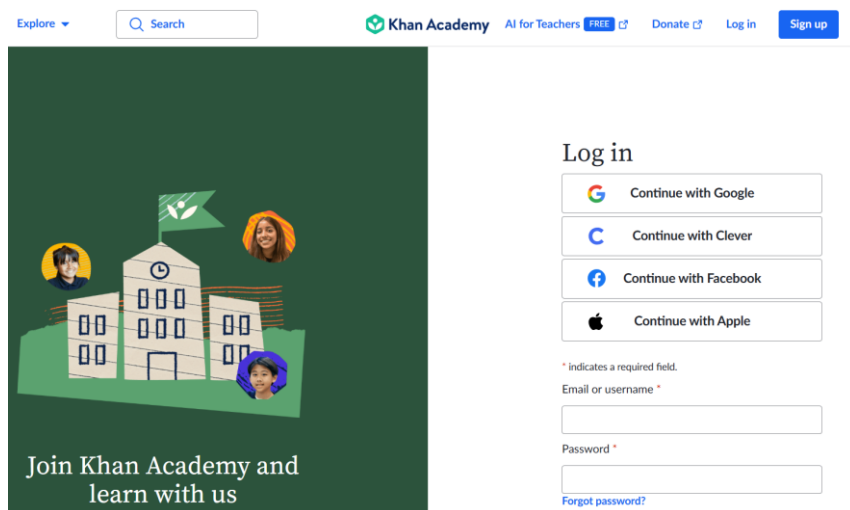 Explore
Search
Khan Academy
AI for Teachers FREE
Donate
Log in
Sign up
Join Khan Academy and
learn with us
Log in
Continue with Google
Continue with Clever
Continue with Facebook
Continue with Apple
* indicates a required field.
Email or username *
Password *
Forgot password?